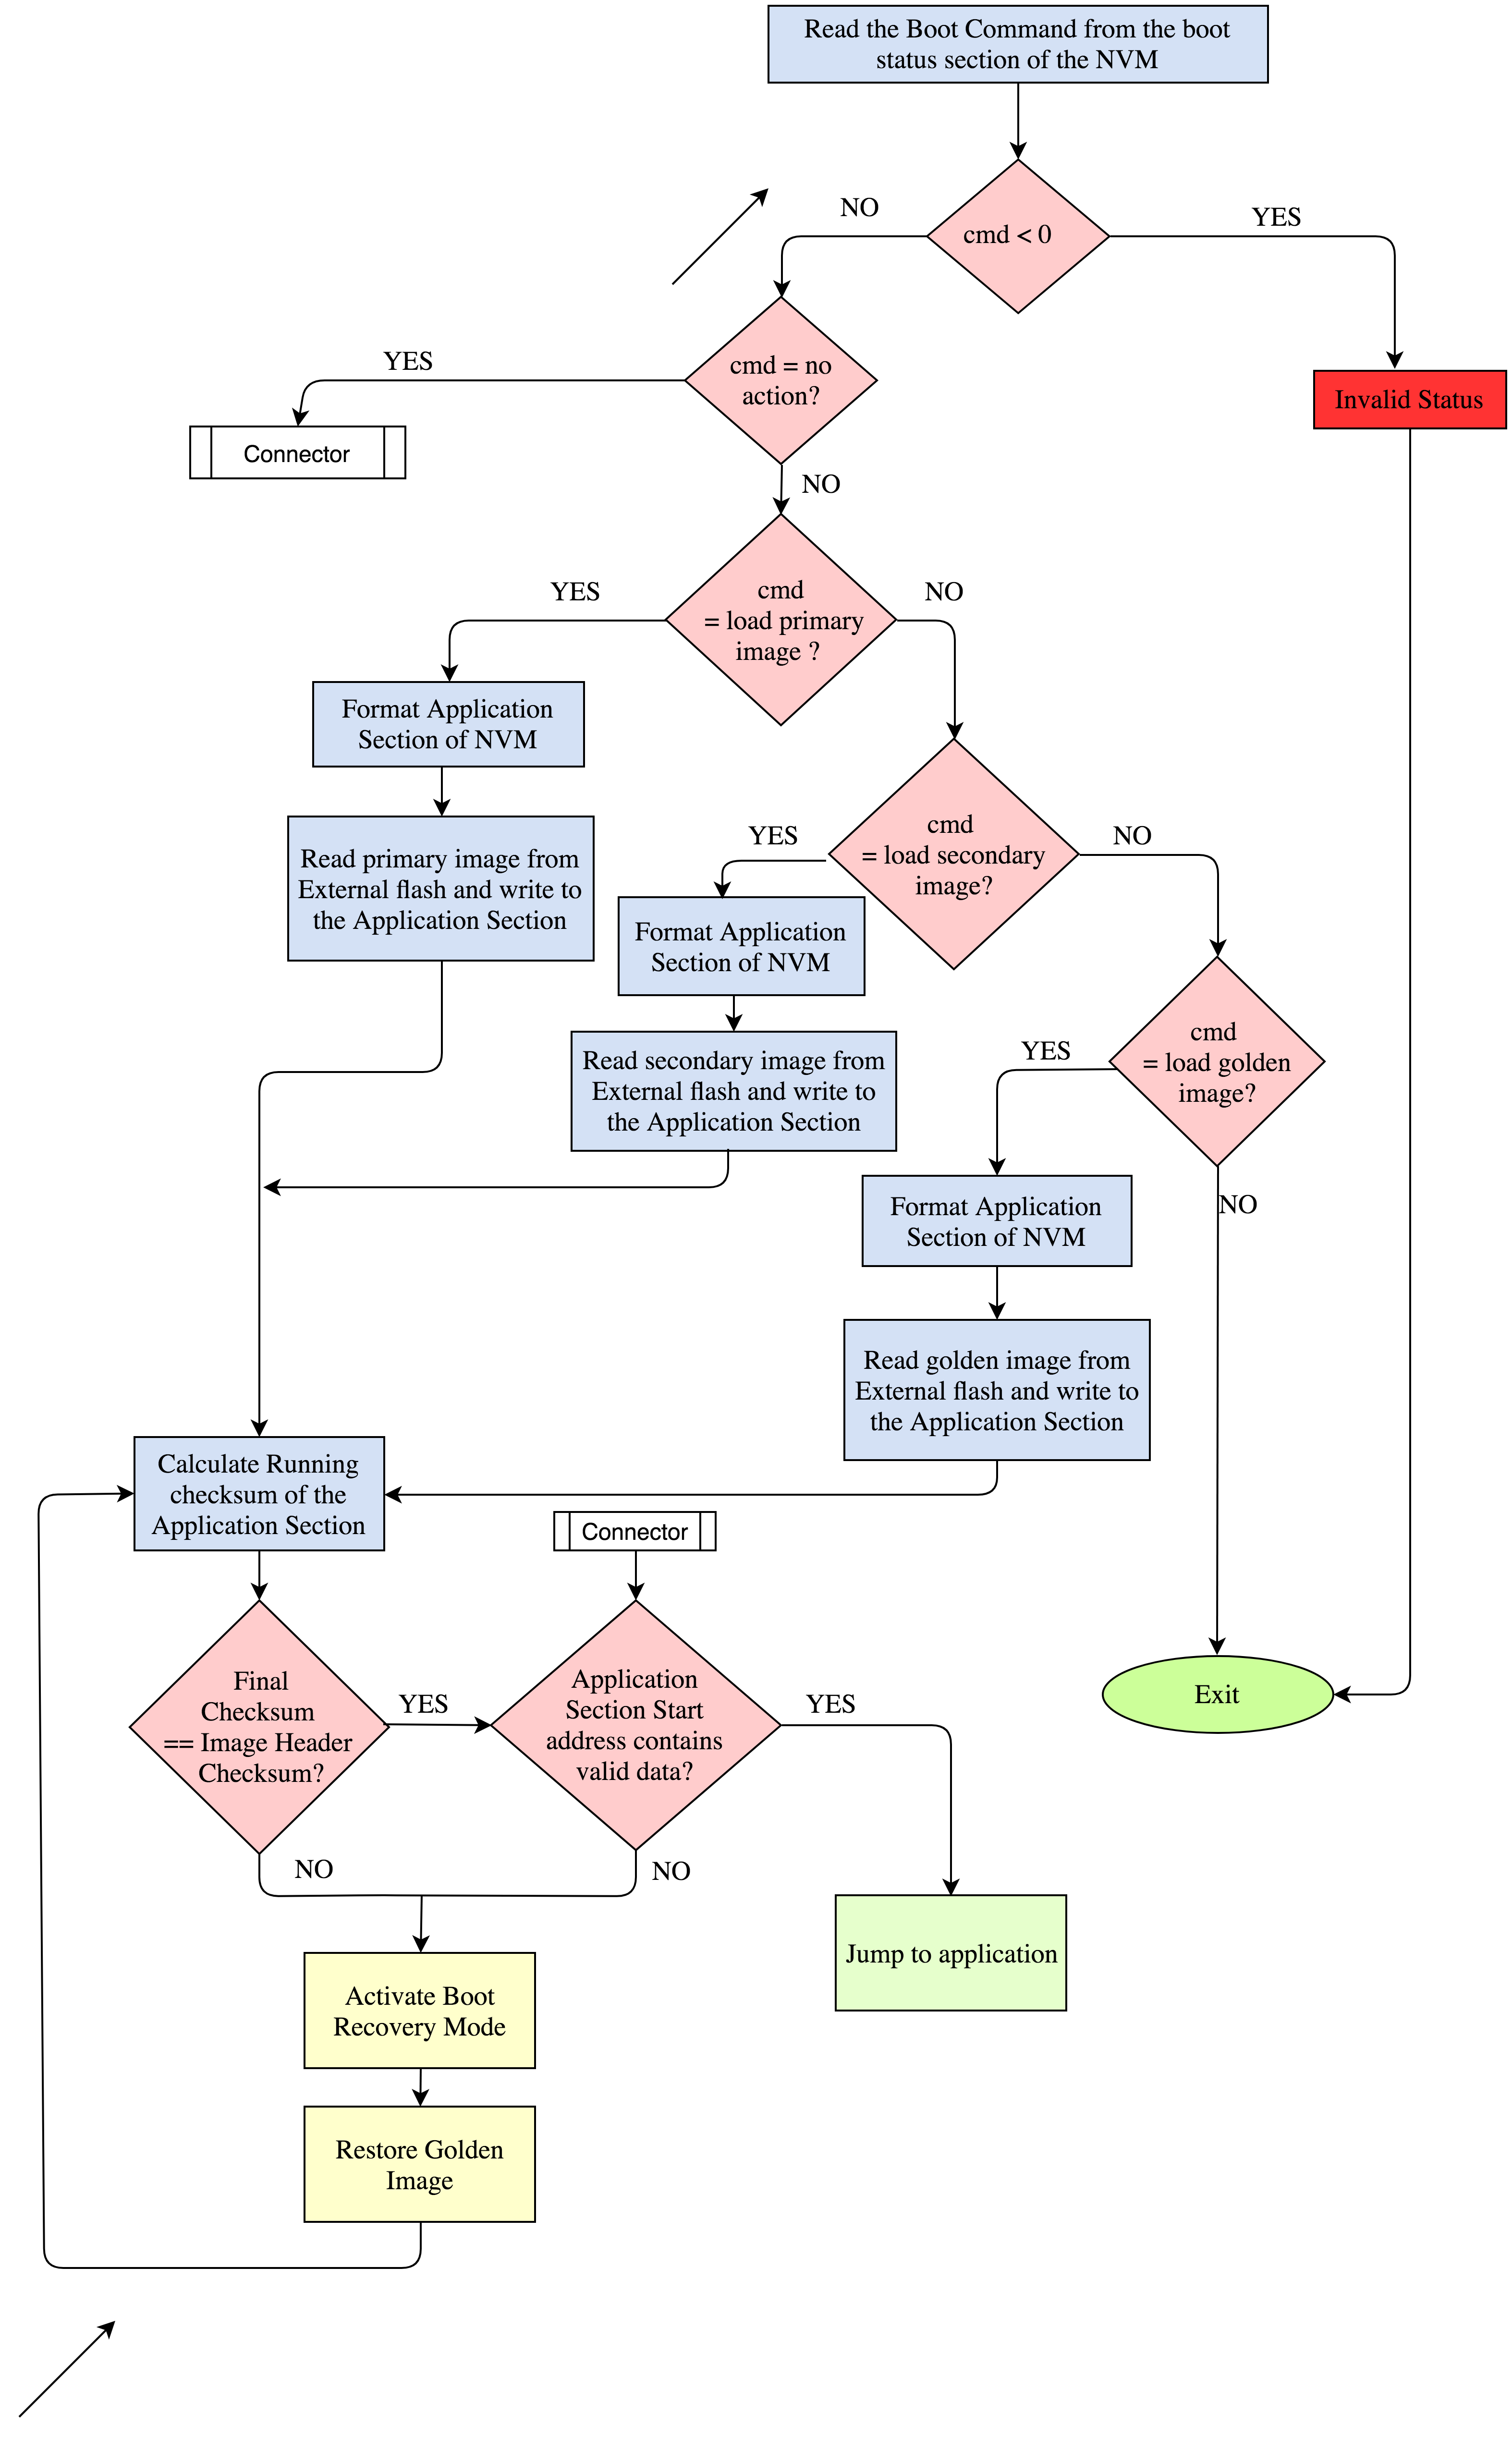 Read the Boot Command from the boot
status section of the NVM
cmd < 0
NO
YES
cmd = no
action?
YES
Invalid Status
Connector
NO
cmd
= load primary
image ?
YES
NO
Format Application
Section of NVM
cmd
= load secondary
image?
YES
NO
Read primary image from
External flash and write to
the Application Section
Format Application
Section of NVM
cmd
= load golden
image?
YES
NO
Read secondary image from
External flash and write to
the Application Section
Format Application
Section of NVM
Read golden image from
External flash and write to
the Application Section
Calculate Running
checksum of the
Application Section
Connector
Final
Checksum
== Image Header
Checksum?
YES
NO
Application
Section Start
address contains
valid data?
YES
NO
Exit
Jump to application
Activate Boot
Recovery Mode
Restore Golden
Image